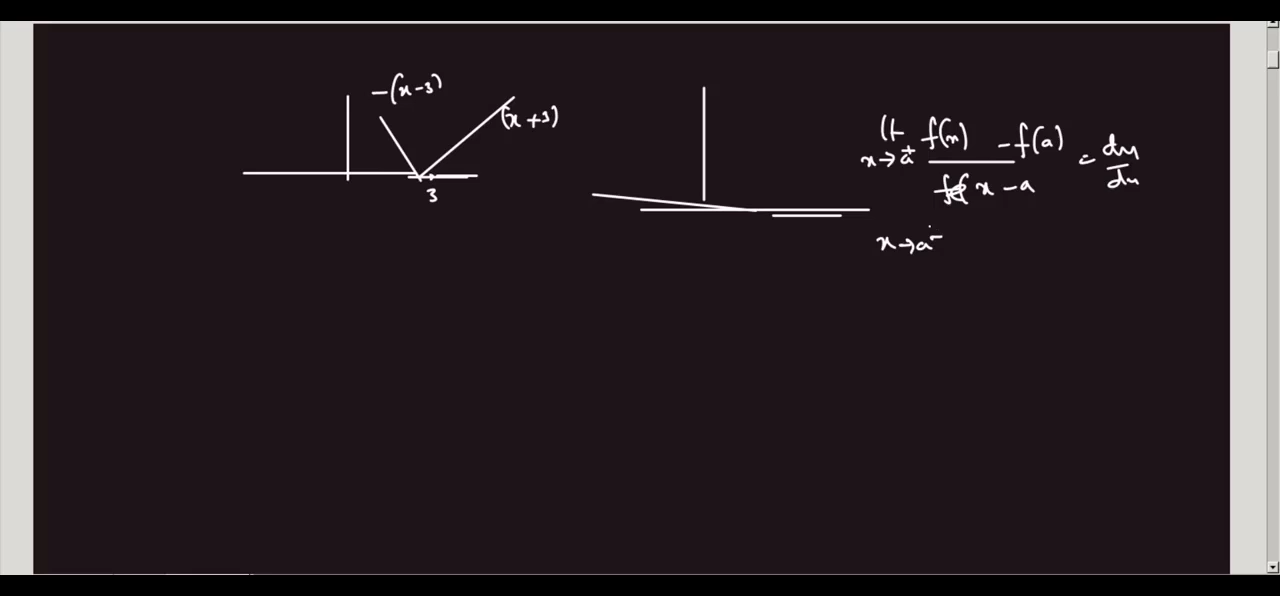 -(x-3)
(x+3)
3
lt x→a⁺ f(x) - f(a) / x - a = dy/dx
x→a⁻